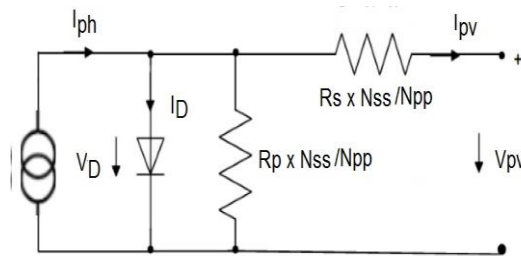 Iph
Ipv
+
Rs x Nss/Npp
ID
VD
Rp x Nss/Npp
Vpv